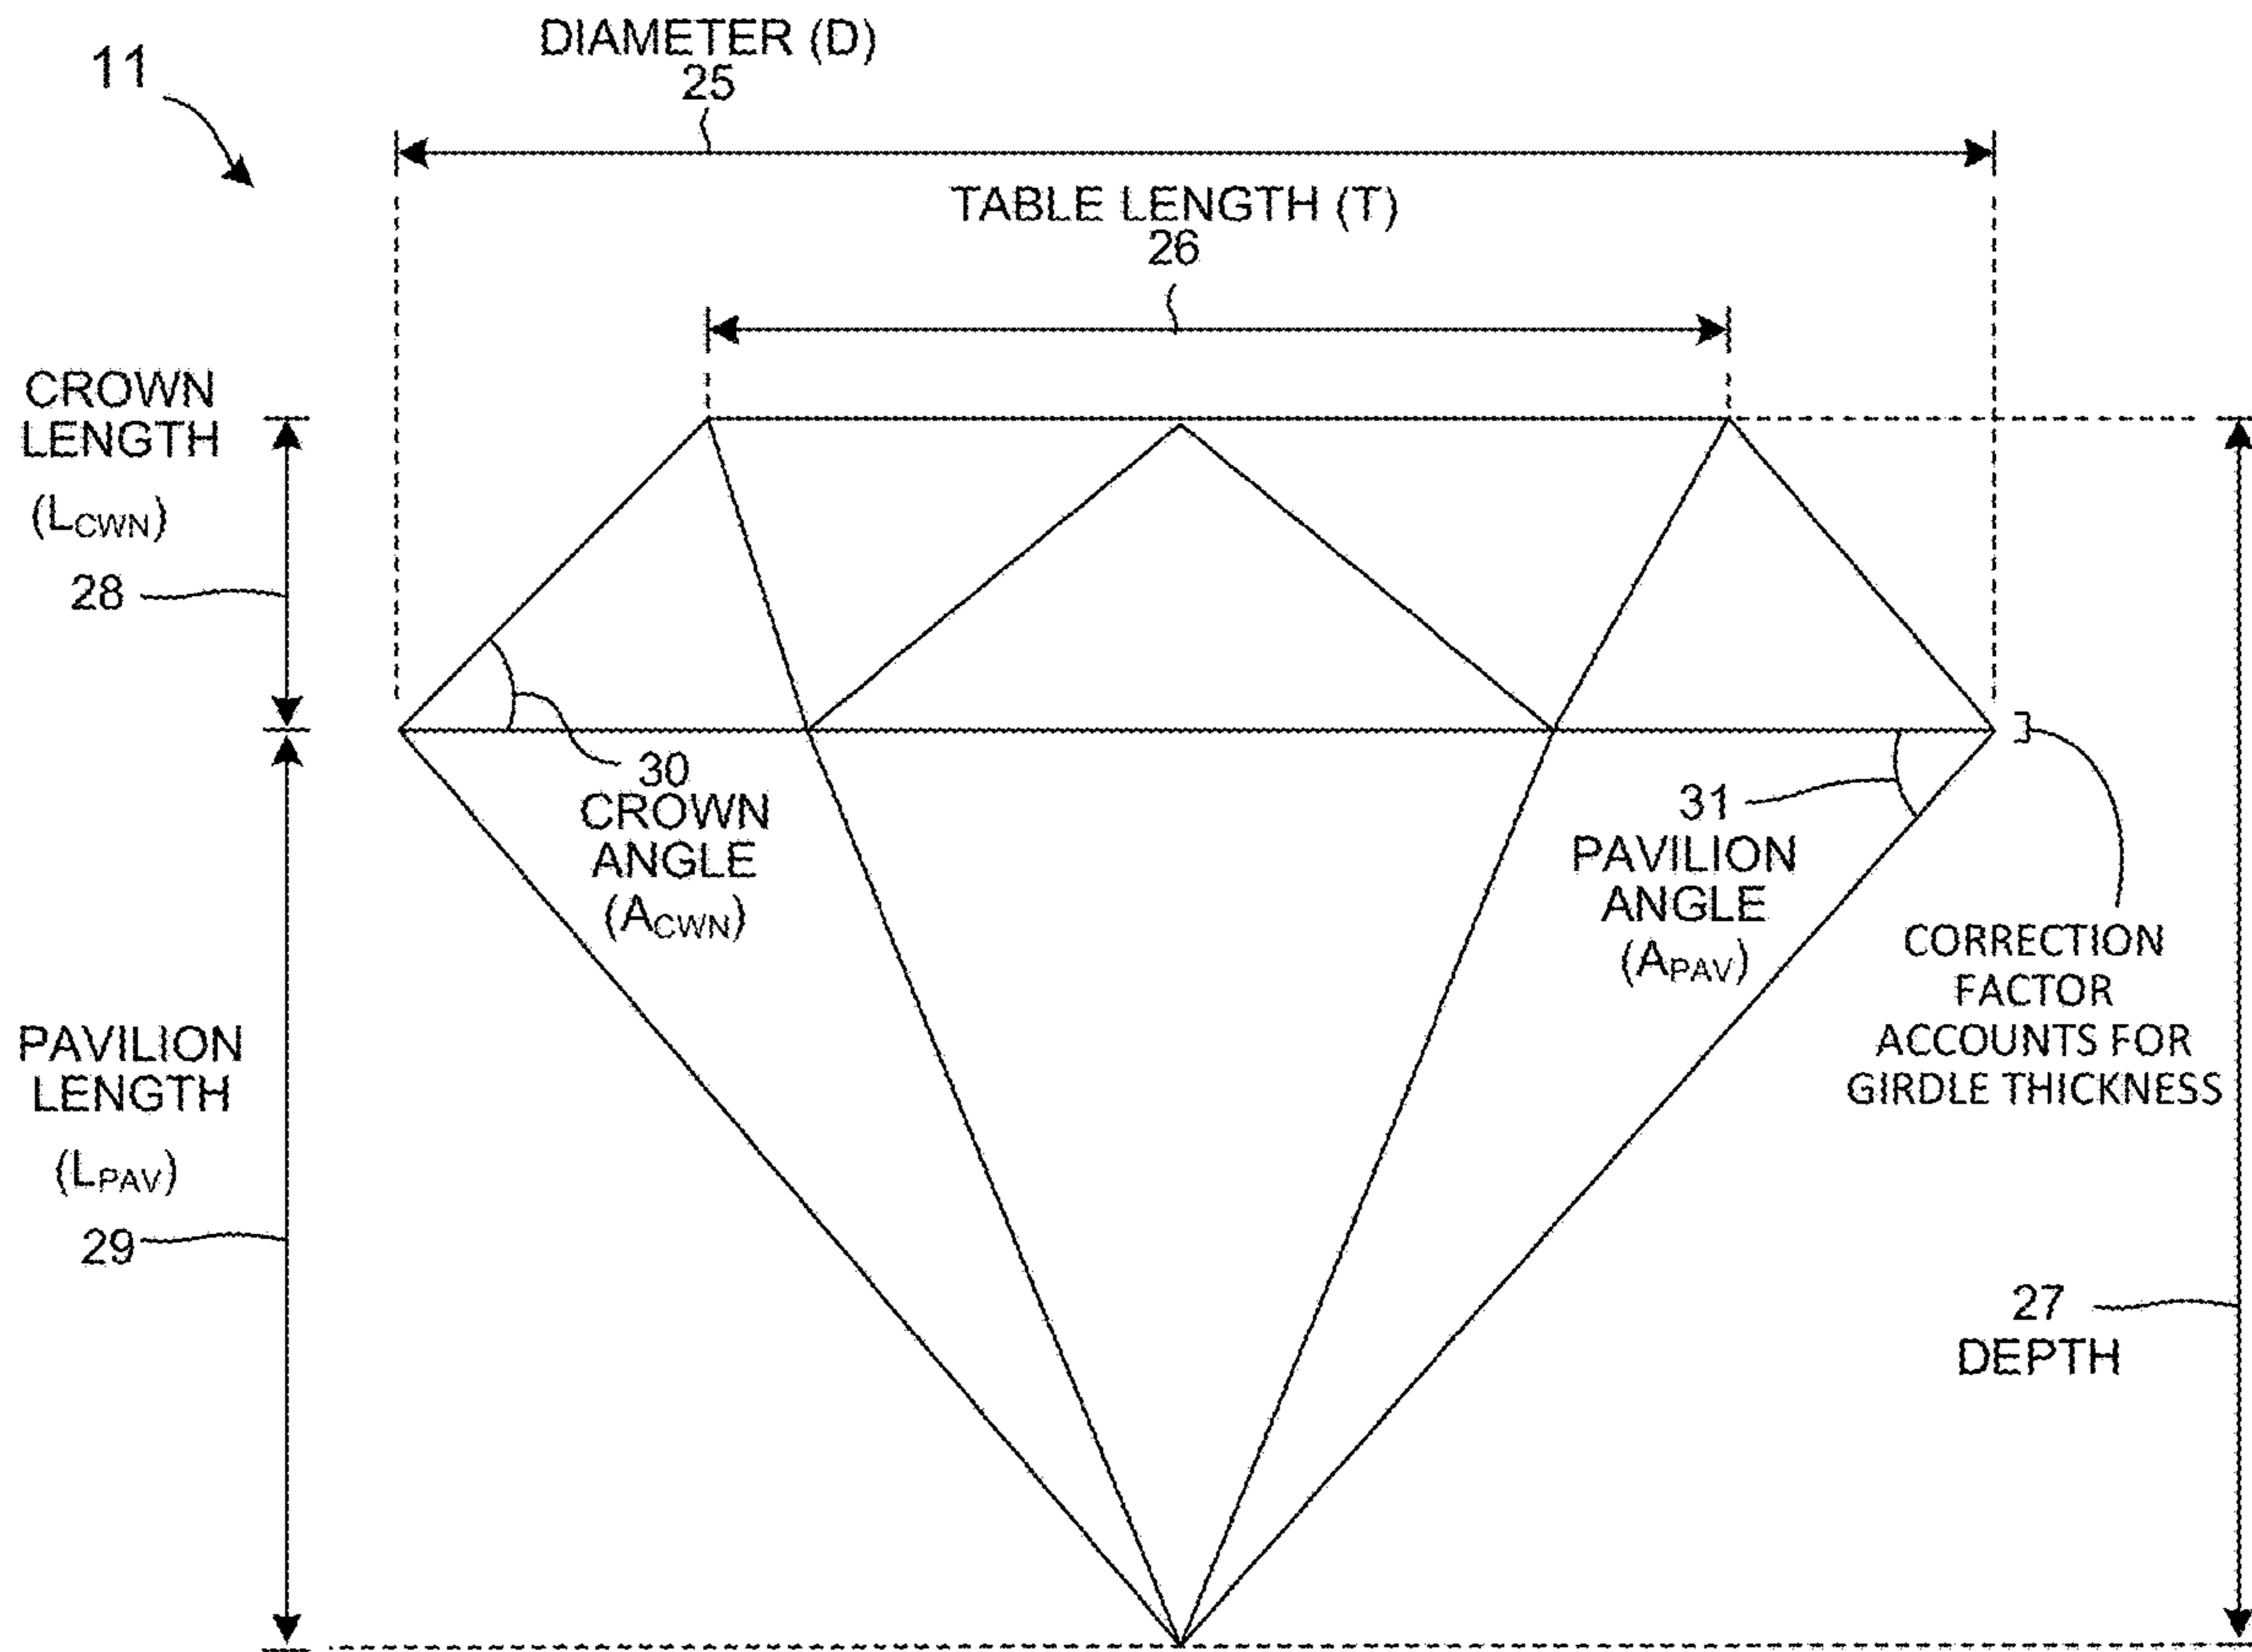 11
DIAMETER (D)
25
TABLE LENGTH (T)
26
CROWN
LENGTH
(LCWN)
28
30
CROWN
ANGLE
(ACWN)
31
PAVILION
ANGLE
(APAV)
CORRECTION
FACTOR
ACCOUNTS FOR
GIRDLE THICKNESS
PAVILION
LENGTH
(LPAV)
29
27
DEPTH